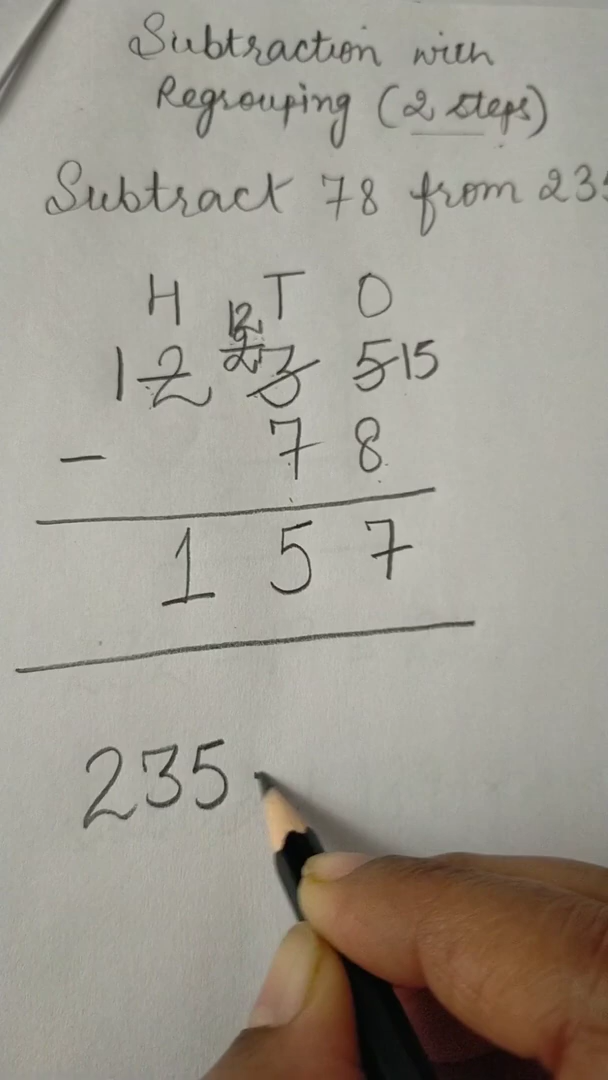 Subtraction with
Regrouping (2 steps)
Subtract 78 from 235
H T O
12
1 2 2 3 5 15
- 7 8
1 5 7
235